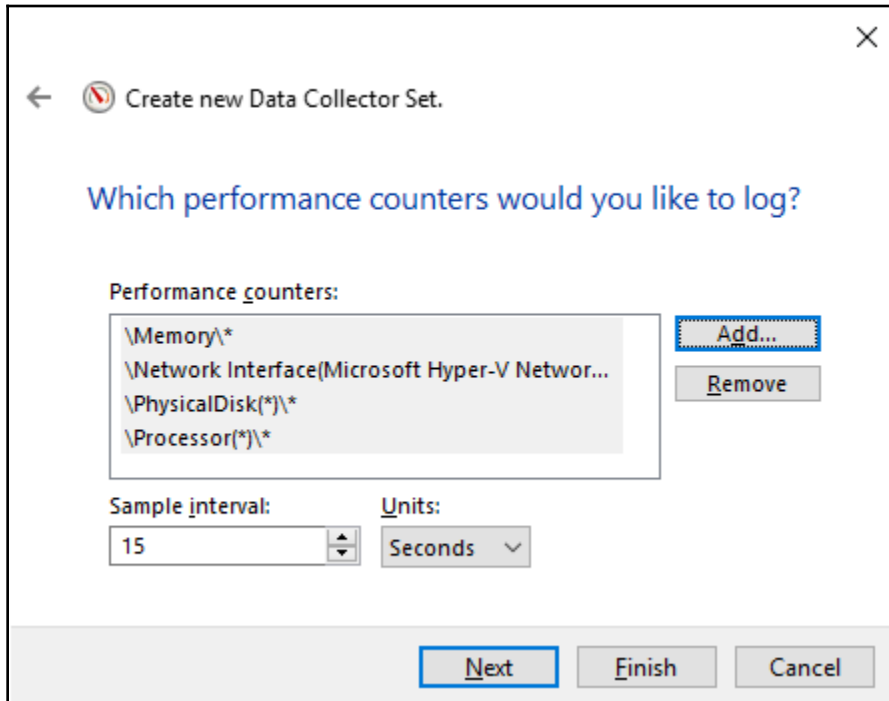 Create new Data Collector Set.
Which performance counters would you like to log?
Performance counters:
\Memory\*
\Network Interface(Microsoft Hyper-V Networ...
\PhysicalDisk(*)\*
\Processor(*)\*
Add...
Remove
Sample interval:
Units:
15
Seconds
Next
Finish
Cancel